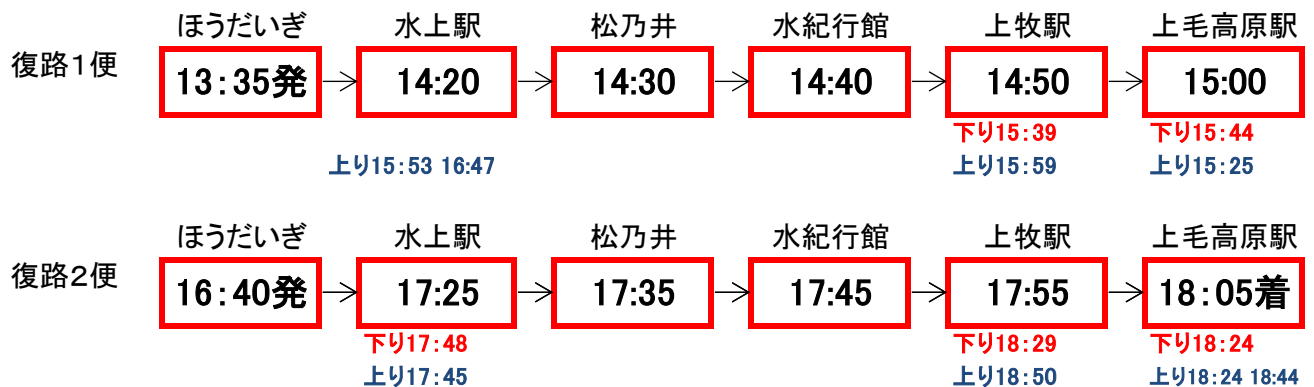 ほうだいぎ 水上駅 松乃井 水紀行館 上牧駅 上毛高原駅
復路1便 13:35発 → 14:20 → 14:30 → 14:40 → 14:50 → 15:00
下り15:39 下り15:44
上り15:53 16:47 上り15:59 上り15:25
ほうだいぎ 水上駅 松乃井 水紀行館 上牧駅 上毛高原駅
復路2便 16:40発 → 17:25 → 17:35 → 17:45 → 17:55 → 18:05着
下り17:48 下り18:29 下り18:24
上り17:45 上り18:50 上り18:24 18:44